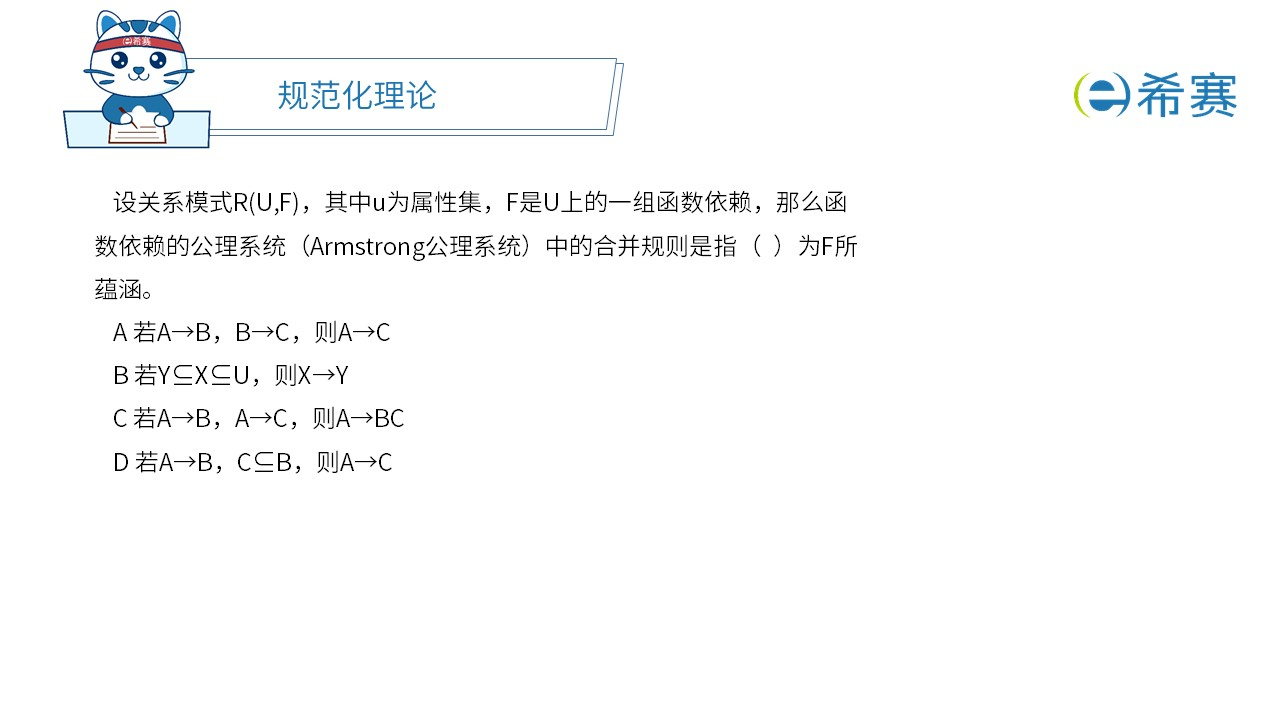 希赛
规范化理论
希赛
设关系模式R(U,F)，其中u为属性集，F是U上的一组函数依赖，那么函
数依赖的公理系统（Armstrong公理系统）中的合并规则是指（ ）为F所
蕴涵。
A 若A→B，B→C，则A→C
B 若Y⊆X⊆U，则X→Y
C 若A→B，A→C，则A→BC
D 若A→B，C⊆B，则A→C